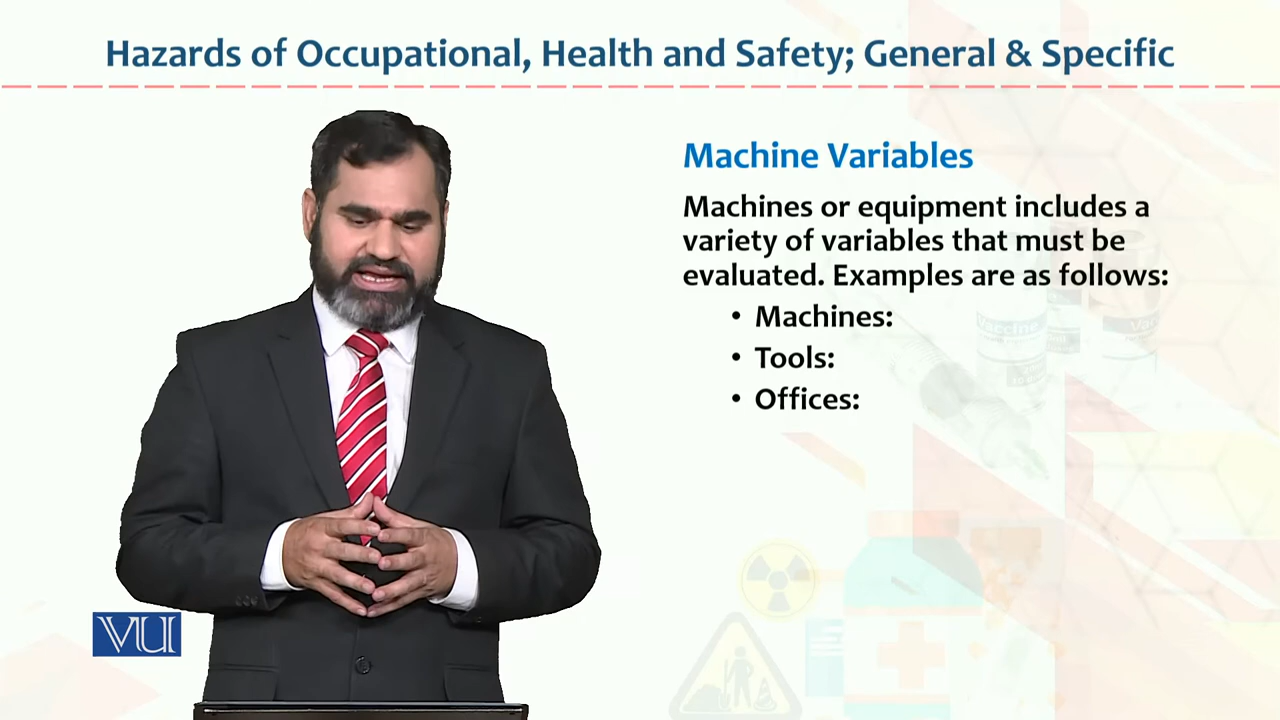 Hazards of Occupational, Health and Safety; General & Specific
Machine Variables
Machines or equipment includes a
variety of variables that must be
evaluated. Examples are as follows:
• Machines:
• Tools:
• Offices:
Vaccine
VU